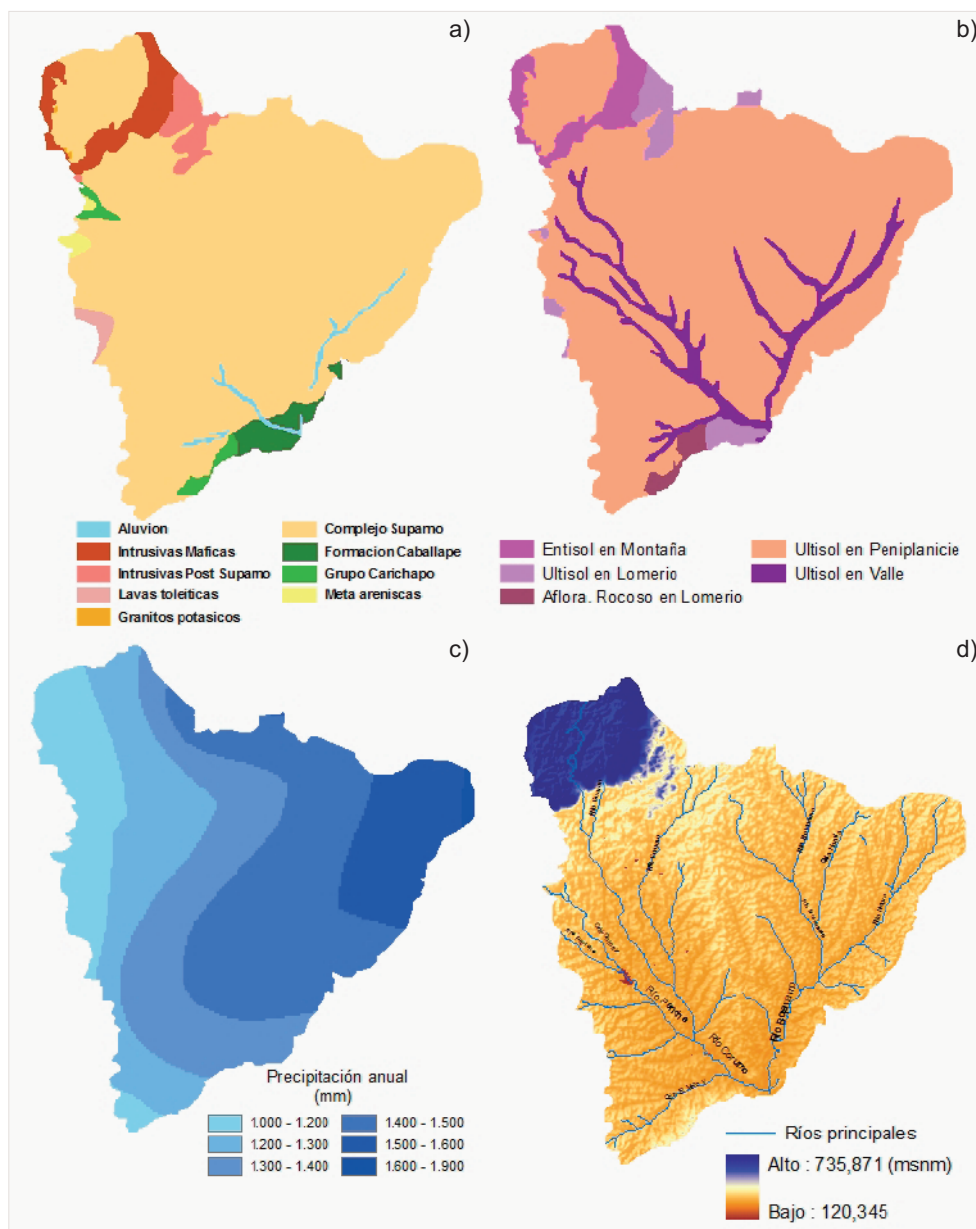 a)
b)
Aluvion
Intrusivas Maficas
Intrusivas Post Supamo
Lavas toleiticas
Granitos potasicos
Complejo Supamo
Formacion Caballape
Grupo Carichapo
Meta areniscas
Entisol en Montaña
Ultisol en Lomerio
Aflora. Rocoso en Lomerio
Ultisol en Peniplanicie
Ultisol en Valle
c)
d)
Precipitación anual
(mm)
1.000 - 1.200
1.200 - 1.300
1.300 - 1.400
1.400 - 1.500
1.500 - 1.600
1.600 - 1.900
Río
Río Corumo
Río
Ríos principales
Alto : 735,871 (msnm)
Bajo : 120,345